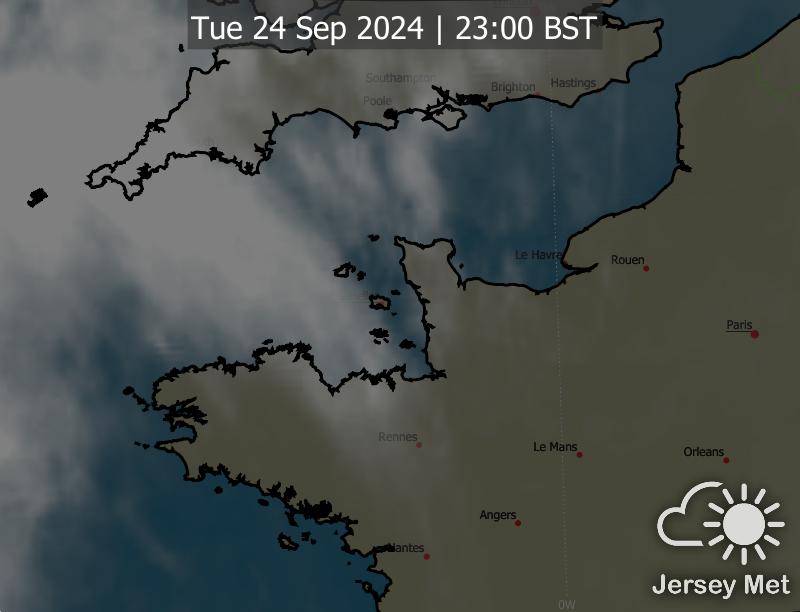 Tue 24 Sep 2024 | 23:00 BST
Southampton
Brighton
Hastings
Poole
Le Havre
Rouen
Paris
Rennes
Le Mans
Orleans
Angers
Nantes
Jersey Met
0W